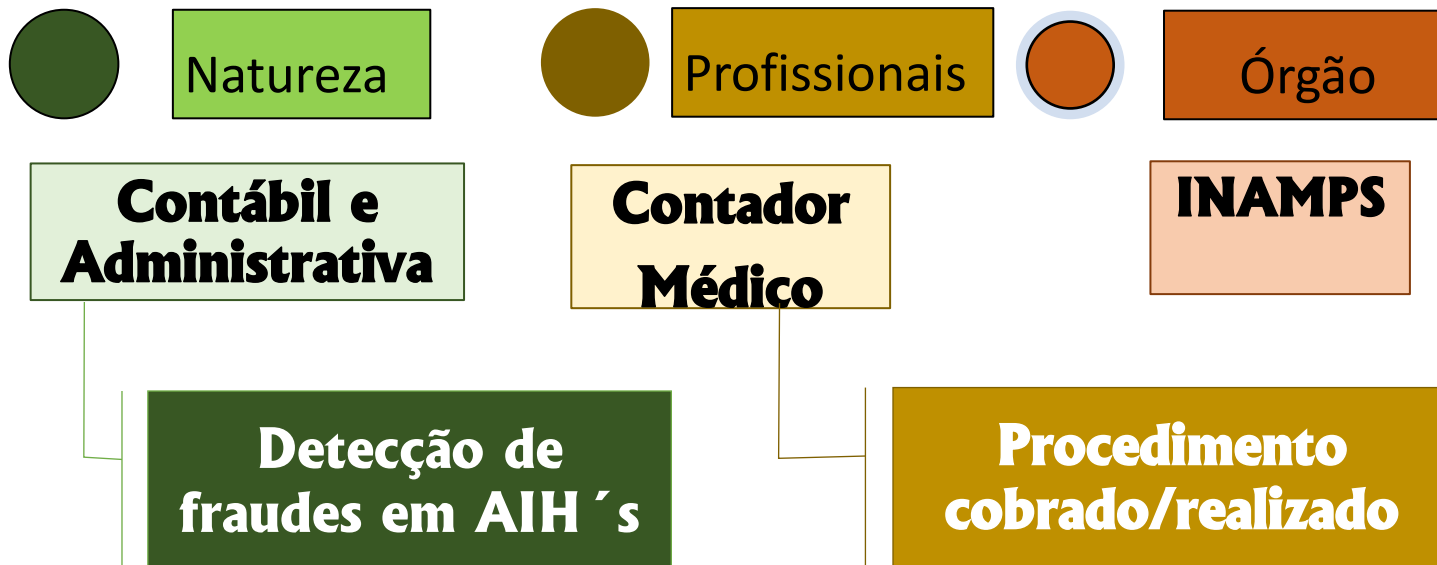 Natureza
Profissionais
Órgão
Contábil e
Administrativa
Contador
Médico
INAMPS
Detecção de
fraudes em AIH´s
Procedimento
cobrado/realizado